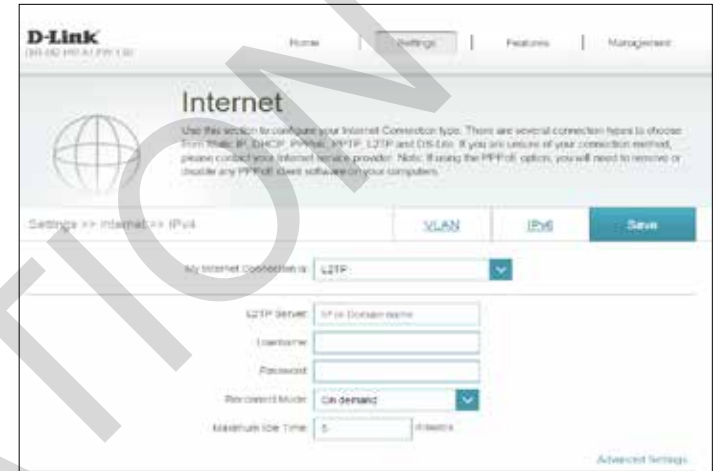 D-Link
Home
Settings
Features
Management
Internet
Use this section to configure your Internet Connection type. There are several connection types to choose
from: Static IP, DHCP, PPPoE, PPTP, L2TP and DS-Lite. If you are unsure of your connection method,
please contact your Internet service provider. Note: If using the PPPoE option, you will need to remove or
disable any PPPoE client software on your computers.
Settings >> Internet >> IPv4
VLAN
IPv6
Save
My Internet Connection is:
L2TP
L2TP Server:
IP or Domain name
Username:
Password:
Reconnect Mode:
On demand
Maximum Idle Time:
5
minutes
Advanced Settings
TION